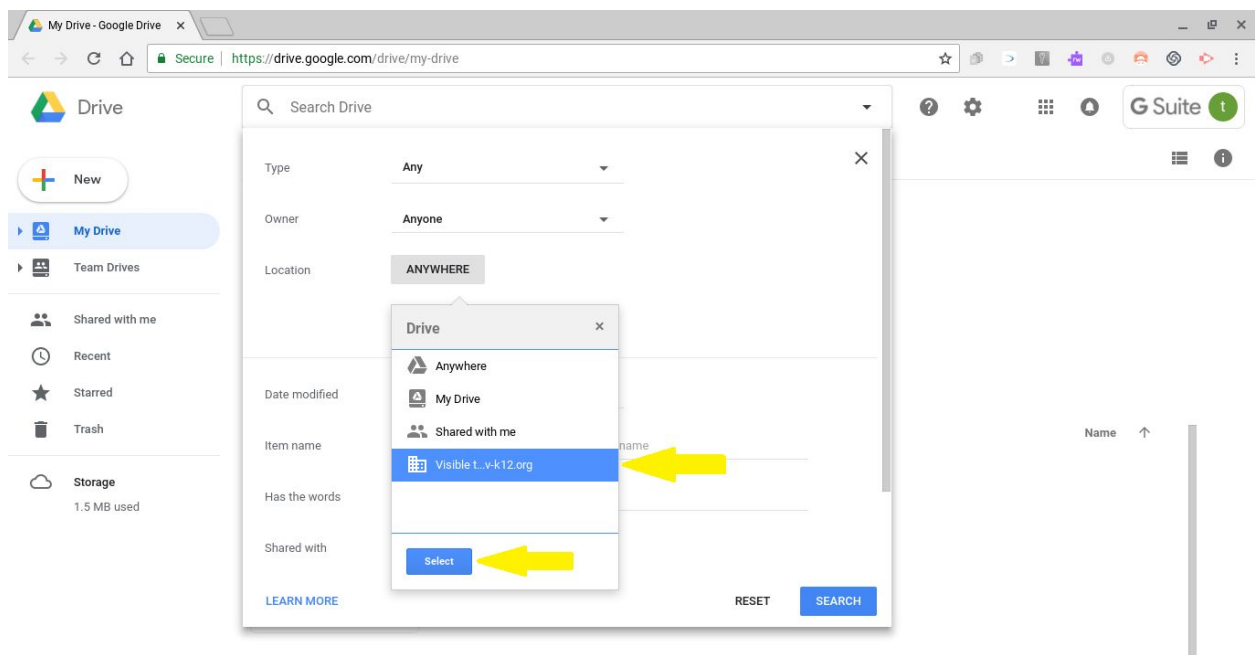 My Drive - Google Drive
Secure | https://drive.google.com/drive/my-drive
Drive
Search Drive
G Suite
t
New
My Drive
Team Drives
Shared with me
Recent
Starred
Trash
Storage
1.5 MB used
Type
Any
Owner
Anyone
Location
ANYWHERE
Drive
Anywhere
My Drive
Shared with me
Visible t...v-k12.org
Select
Date modified
Item name
name
Has the words
Shared with
LEARN MORE
RESET
SEARCH
Name